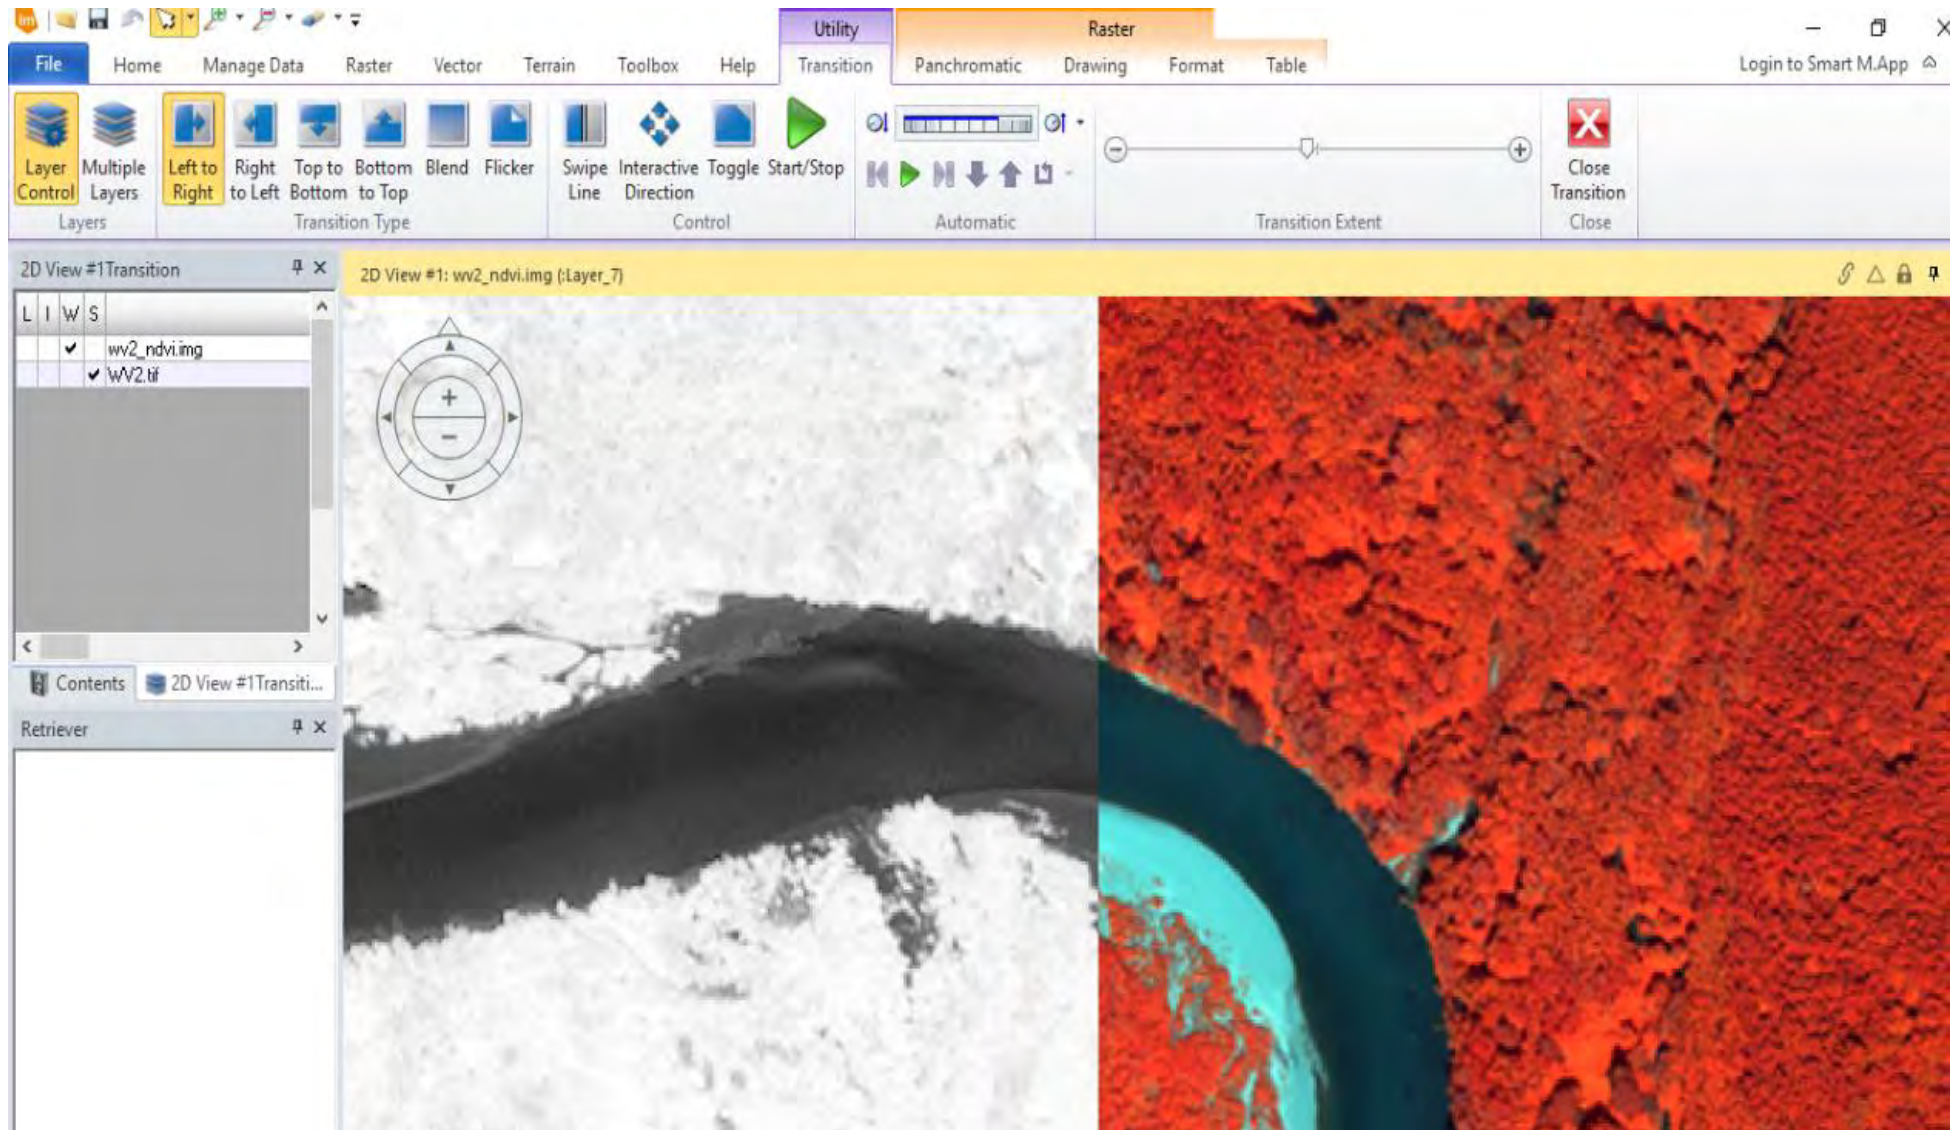 Utility Raster
File Home Manage Data Raster Vector Terrain Toolbox Help Transition Panchromatic Drawing Format Table Login to Smart M.App
Layer Control Multiple Layers Left to Right Right to Left Top to Bottom Bottom to Top Blend Flicker Swipe Line Interactive Direction Toggle Start/Stop Close Transition
Layers Transition Type Control Automatic Transition Extent Close
2D View #1Transition
2D View #1: wv2_ndvi.img (:Layer_7)
L I W S
wv2_ndvi.img
WV2.tif
Contents 2D View #1Transiti...
Retriever